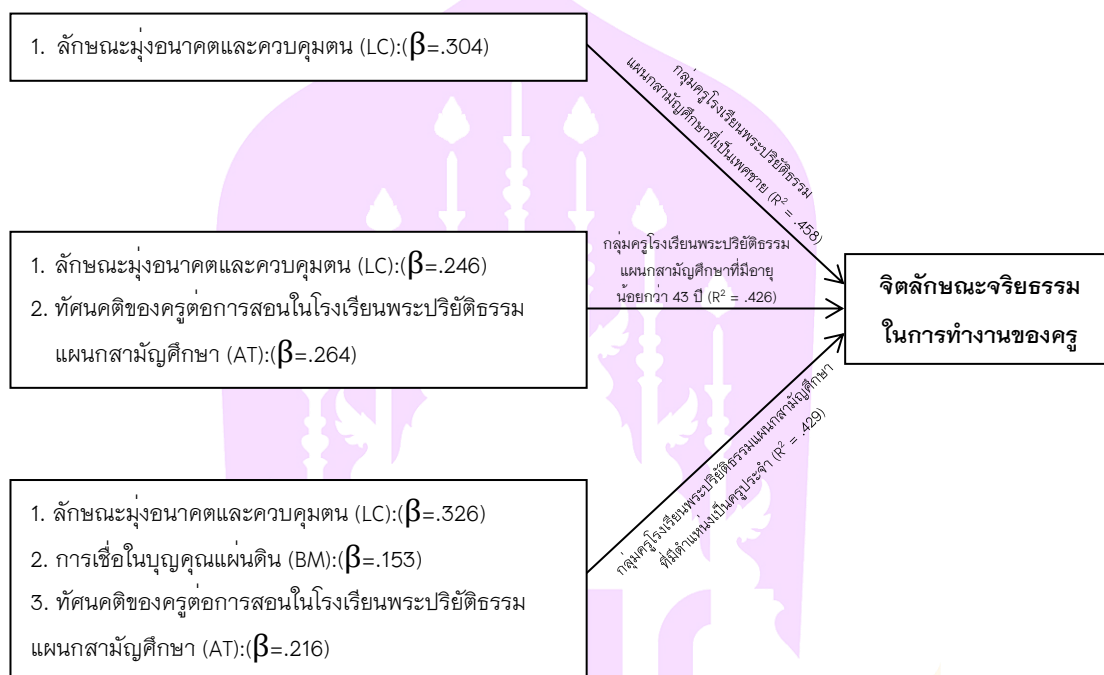 1. ลักษณะมุ่งอนาคตและควบคุมตน (LC):(β=.304)
กลุ่มครูโรงเรียนพระปริยัติธรรม
แผนกสามัญศึกษาที่เป็นเพศชาย (R² = .458)
1. ลักษณะมุ่งอนาคตและควบคุมตน (LC):(β=.246)
2. ทัศนคติของครูต่อการสอนในโรงเรียนพระปริยัติธรรม
แผนกสามัญศึกษา (AT):(β=.264)
กลุ่มครูโรงเรียนพระปริยัติธรรม
แผนกสามัญศึกษาที่มีอายุ
น้อยกว่า 43 ปี (R² = .426)
จิตลักษณะจริยธรรม
ในการทำงานของครู
1. ลักษณะมุ่งอนาคตและควบคุมตน (LC):(β=.326)
2. การเชื่อในบุญคุณแผ่นดิน (BM):(β=.153)
3. ทัศนคติของครูต่อการสอนในโรงเรียนพระปริยัติธรรม
แผนกสามัญศึกษา (AT):(β=.216)
กลุ่มครูโรงเรียนพระปริยัติธรรมแผนกสามัญศึกษา
ที่มีตำแหน่งเป็นครูประจำ (R² = .429)